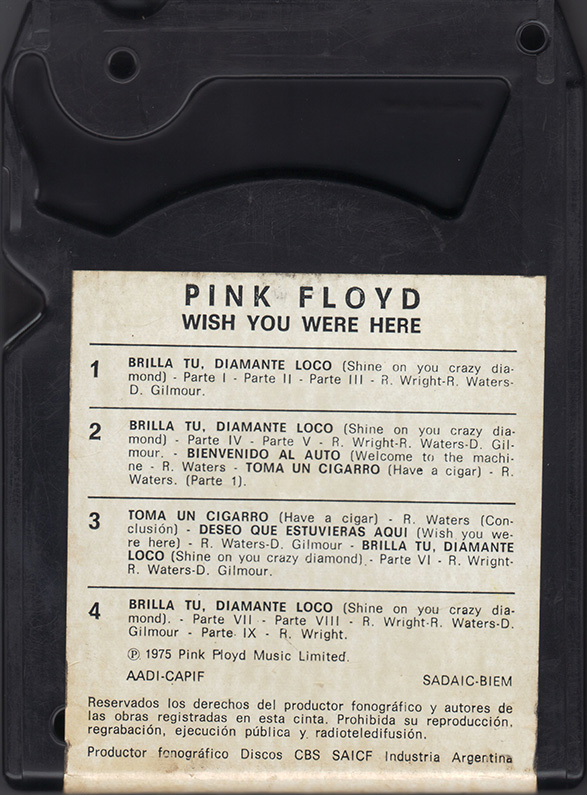 PINK FLOYD
WISH YOU WERE HERE
1 BRILLA TU, DIAMANTE LOCO (Shine on you crazy dia-
mond) - Parte I - Parte II - Parte III - R. Wright-R. Waters-
D. Gilmour.
2 BRILLA TU, DIAMANTE LOCO (Shine on you crazy dia-
mond) - Parte IV - Parte V - R. Wright-R. Waters-D. Gil-
mour. - BIENVENIDO AL AUTO (Welcome to the machi-
ne - R. Waters - TOMA UN CIGARRO (Have a cigar) - R.
Waters. (Parte 1).
3 TOMA UN CIGARRO (Have a cigar) - R. Waters (Con-
clusión) - DESEO QUE ESTUVIERAS AQUI (Wish you we-
re here) - R. Waters-D. Gilmour - BRILLA TU, DIAMANTE
LOCO (Shine on you crazy diamond) - Parte VI - R. Wright-
R. Waters-D. Gilmour.
4 BRILLA TU, DIAMANTE LOCO (Shine on you crazy dia-
mond). - Parte VII - Parte VIII - R. Wright-R. Waters-D.
Gilmour - Parte IX - R. Wright.
℗ 1975 Pink Ployd Music Limited.
AADI-CAPIF SADAIC-BIEM
Reservados los derechos del productor fonográfico y autores de
las obras registradas en esta cinta. Prohibida su reproducción,
regrabación, ejecución pública y radioteledifusión.
Productor fonográfico Discos CBS SAICF Industria Argentina